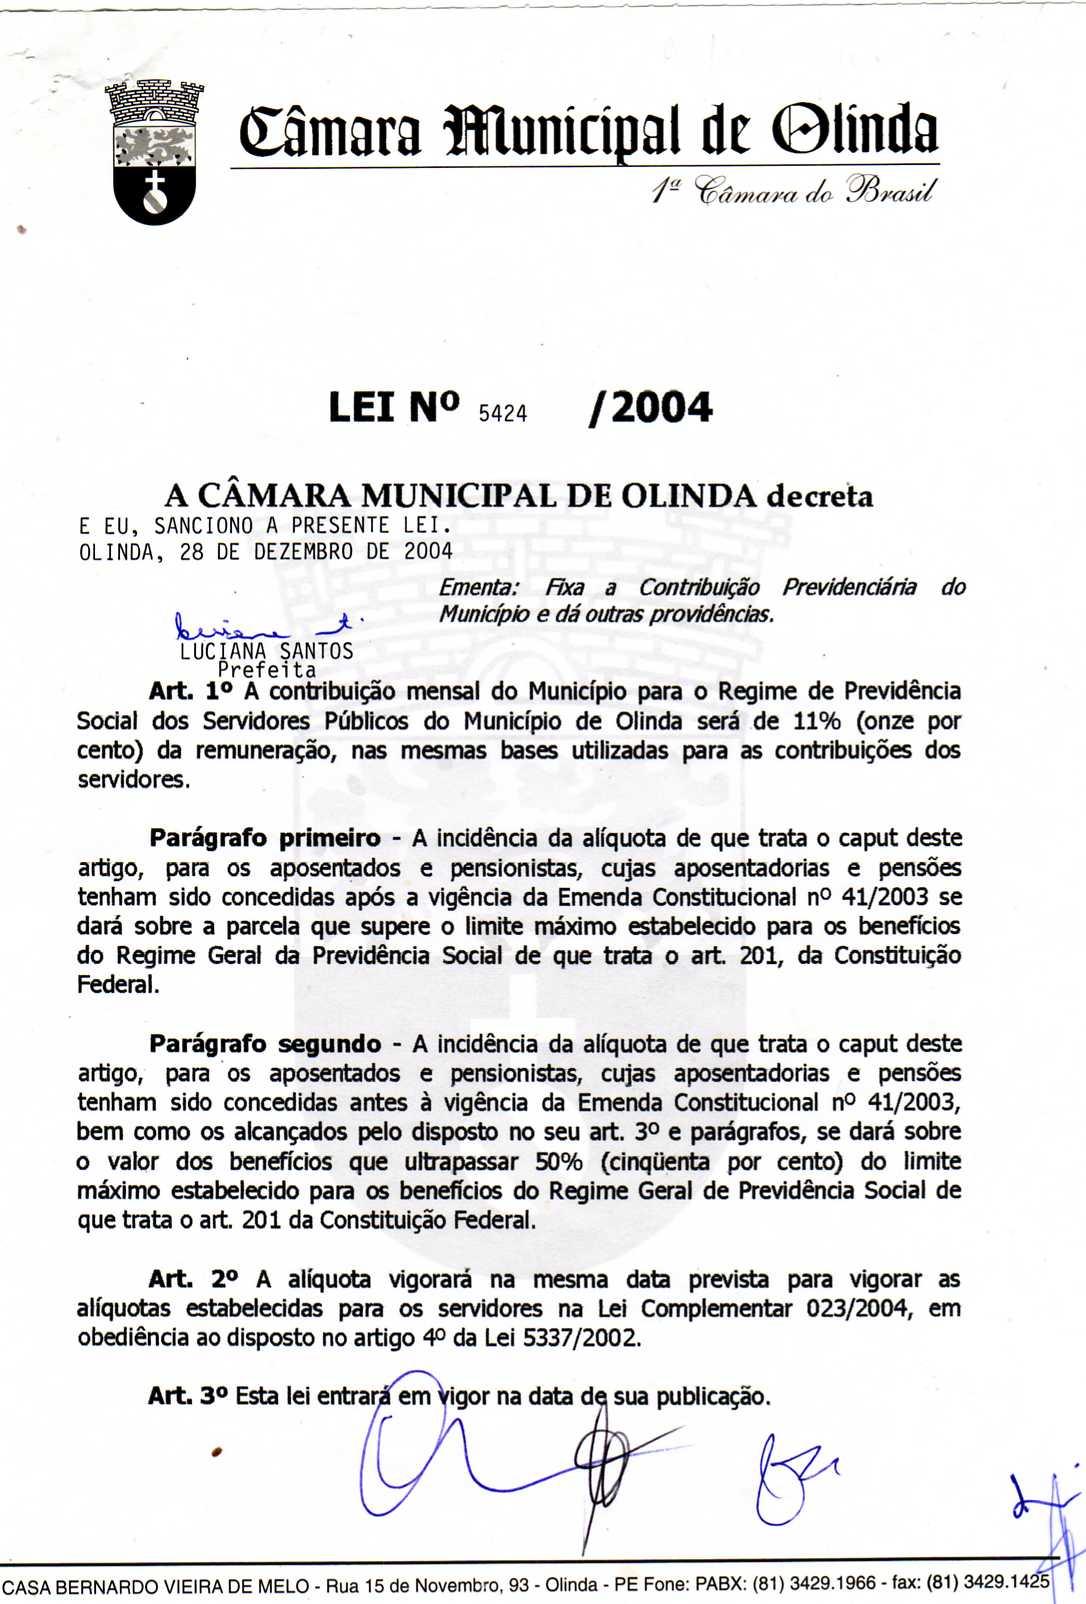 Câmara Municipal de Olinda
1ª Câmara do Brasil
LEI Nº 5424 /2004
A CÂMARA MUNICIPAL DE OLINDA decreta
E EU, SANCIONO A PRESENTE LEI.
OLINDA, 28 DE DEZEMBRO DE 2004
Ementa: Fixa a Contribuição Previdenciária do
Município e dá outras providências.
LUCIANA SANTOS
Prefeita
Art. 1º A contribuição mensal do Município para o Regime de Previdência
Social dos Servidores Públicos do Município de Olinda será de 11% (onze por
cento) da remuneração, nas mesmas bases utilizadas para as contribuições dos
servidores.
Parágrafo primeiro - A incidência da alíquota de que trata o caput deste
artigo, para os aposentados e pensionistas, cujas aposentadorias e pensões
tenham sido concedidas após a vigência da Emenda Constitucional nº 41/2003 se
dará sobre a parcela que supere o limite máximo estabelecido para os benefícios
do Regime Geral da Previdência Social de que trata o art. 201, da Constituição
Federal.
Parágrafo segundo - A incidência da alíquota de que trata o caput deste
artigo, para os aposentados e pensionistas, cujas aposentadorias e pensões
tenham sido concedidas antes à vigência da Emenda Constitucional nº 41/2003,
bem como os alcançados pelo disposto no seu art. 3º e parágrafos, se dará sobre
o valor dos benefícios que ultrapassar 50% (cinqüenta por cento) do limite
máximo estabelecido para os benefícios do Regime Geral de Previdência Social de
que trata o art. 201 da Constituição Federal.
Art. 2º A alíquota vigorará na mesma data prevista para vigorar as
alíquotas estabelecidas para os servidores na Lei Complementar 023/2004, em
obediência ao disposto no artigo 4º da Lei 5337/2002.
Art. 3º Esta lei entrará em vigor na data de sua publicação.
CASA BERNARDO VIEIRA DE MELO - Rua 15 de Novembro, 93 - Olinda - PE Fone: PABX: (81) 3429.1966 - fax: (81) 3429.1425